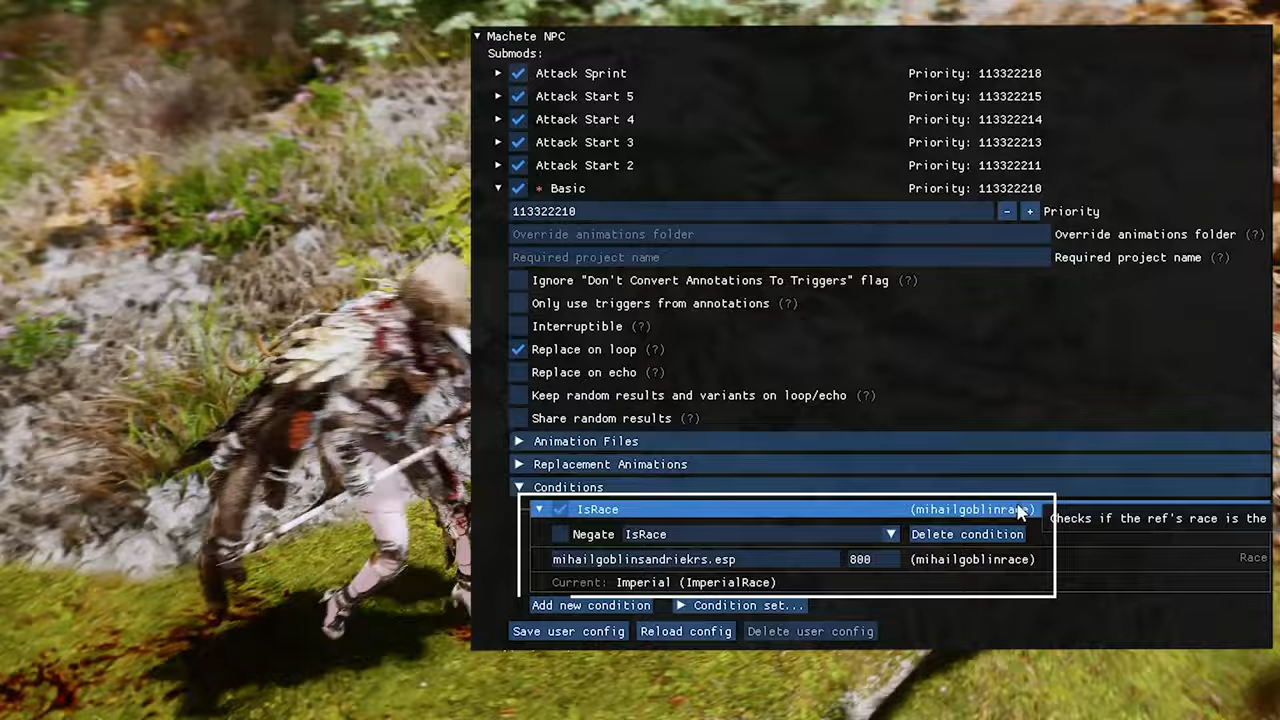 Machete NPC
Submods:
Attack Sprint Priority: 113322218
Attack Start 5 Priority: 113322215
Attack Start 4 Priority: 113322214
Attack Start 3 Priority: 113322213
Attack Start 2 Priority: 113322211
* Basic Priority: 113322210
113322210 - + Priority
Override animations folder Override animations folder (?)
Required project name Required project name (?)
Ignore "Don't Convert Annotations To Triggers" flag (?)
Only use triggers from annotations (?)
Interruptible (?)
Replace on loop (?)
Replace on echo (?)
Keep random results and variants on loop/echo (?)
Share random results (?)
Animation Files
Replacement Animations
Conditions
IsRace (mihailgoblinrace)
Checks if the ref's race is the
Negate IsRace Delete condition
mihailgoblinsandriekrs.esp 800 (mihailgoblinrace) Race
Current: Imperial (ImperialRace)
Add new condition Condition set...
Save user config Reload config Delete user config